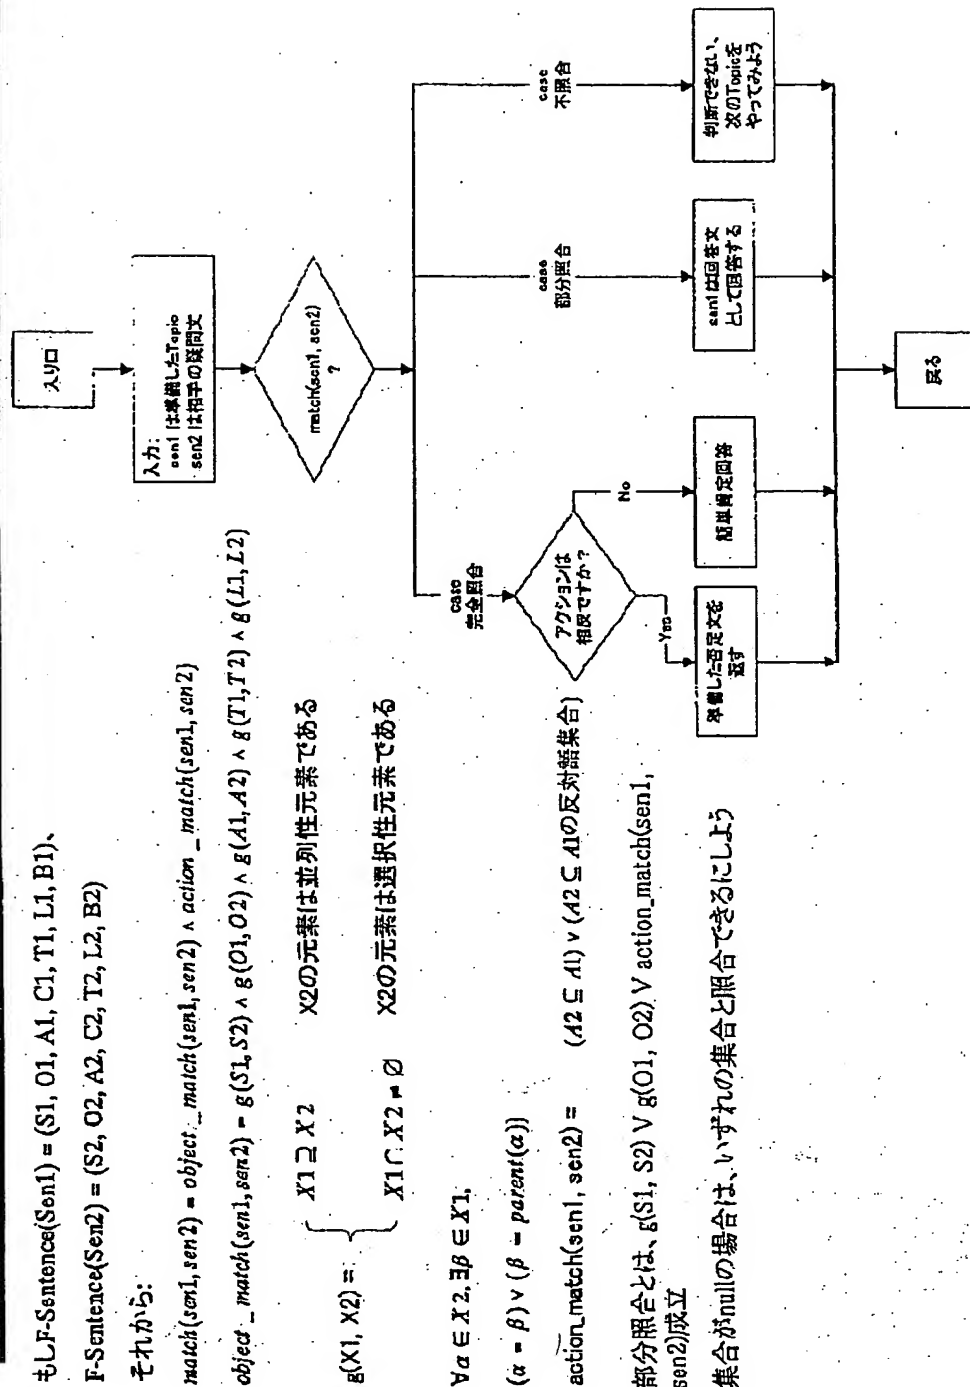 もしF-Sentence(Sen1) = (S1, O1, A1, C1, T1, L1, B1)、
F-Sentence(Sen2) = (S2, O2, A2, C2, T2, L2, B2)
それから:
match(sen1, sen2) = object_match(sen1, sen2) ∧ action_match(sen1, sen2)
object_match(sen1, sen2) = g(S1, S2) ∧ g(O1, O2) ∧ g(A1, A2) ∧ g(T1, T2) ∧ g(L1, L2)
g(X1, X2) =
X1 ⊇ X2 X2の元素は並列性元素である
X1 ∩ X2 ≠ ∅ X2の元素は選択性元素である
∀α ∈ X2, ∃β ∈ X1,
(α = β) ∨ (β = parent(α))
action_match(sen1, sen2) = (A2 ⊆ A1) ∨ (A2 ⊆ A1の反対語集合)
部分照合とは、g(S1, S2) ∨ g(O1, O2) ∨ action_match(sen1,
sen2)成立
集合がnullの場合は、いずれの集合と照合できるにしよう
入り口
入力:
sen1 は準備したTopic
sen2 は相手の疑問文
match(sen1, sen2)
?
case
完全照合
case
部分照合
case
不照合
アクションは
相反ですか?
Yes
No
準備した否定文を
返す
簡単肯定回答
sen1は回答文
として回答する
判断できない、
次のTopicを
やってみよう
戻る